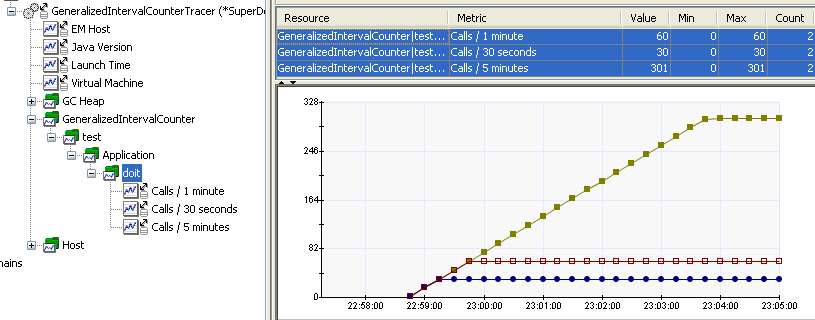 GeneralizedIntervalCounterTracer (*SuperDo
EM Host
Java Version
Launch Time
Virtual Machine
GC Heap
GeneralizedIntervalCounter
test
Application
doit
Calls / 1 minute
Calls / 30 seconds
Calls / 5 minutes
Host
mains
Resource Metric Value Min Max Count
GeneralizedIntervalCounter|test... Calls / 1 minute 60 0 60 2
GeneralizedIntervalCounter|test... Calls / 30 seconds 30 0 30 2
GeneralizedIntervalCounter|test... Calls / 5 minutes 301 0 301 2
328
246
164
82
0
22:58:00 22:59:00 23:00:00 23:01:00 23:02:00 23:03:00 23:04:00 23:05:00